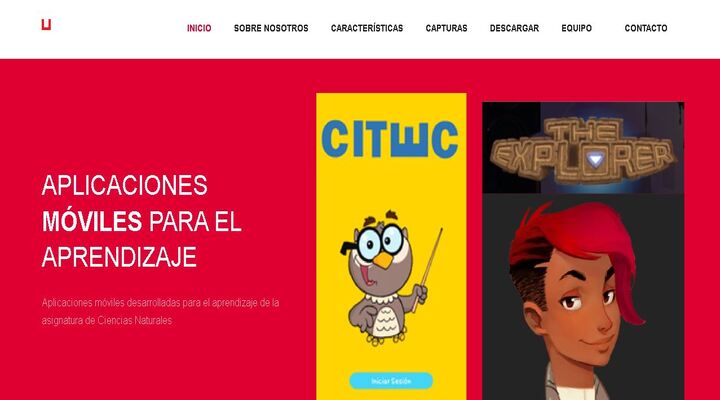 INICIO SOBRE NOSOTROS CARACTERÍSTICAS CAPTURAS DESCARGAR EQUIPO CONTACTO
APLICACIONES
MÓVILES PARA EL
APRENDIZAJE
Aplicaciones móviles desarrolladas para el aprendizaje de la
asignatura de Ciencias Naturales
CITEC
Iniciar Sesión
THE
EXPLORER